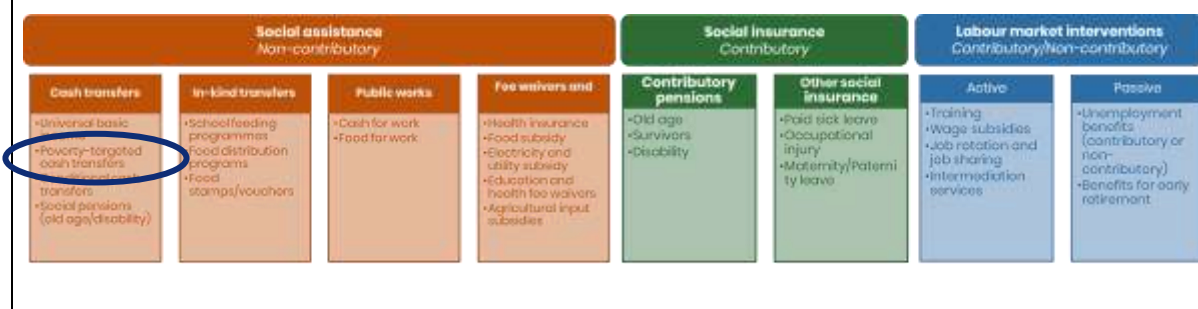 Social assistance
Non-contributory
Social insurance
Contributory
Labour market interventions
Contributory/Non-contributory
Cash transfers
•Universal basic
•Poverty-targeted
cash transfers
transfers
•Social pensions
(old age/disability)
In-kind transfers
•School feeding
programmes
•Food distribution
programs
•Food
stamps/vouchers
Public works
•Cash for work
•Food for work
Fee waivers and
•Health insurance
•Food subsidy
•Electricity and
utility subsidy
•Education and
health fee waivers
•Agricultural input
subsidies
Contributory
pensions
•Old age
•Survivors
•Disability
Other social
insurance
•Paid sick leave
•Occupational
injury
•Maternity/Paterni
ty leave
Active
•Training
•Wage subsidies
•Job rotation and
job sharing
•Intermediation
services
Passive
•Unemployment
benefits
(contributory or
non-
contributory)
•Benefits for early
retirement